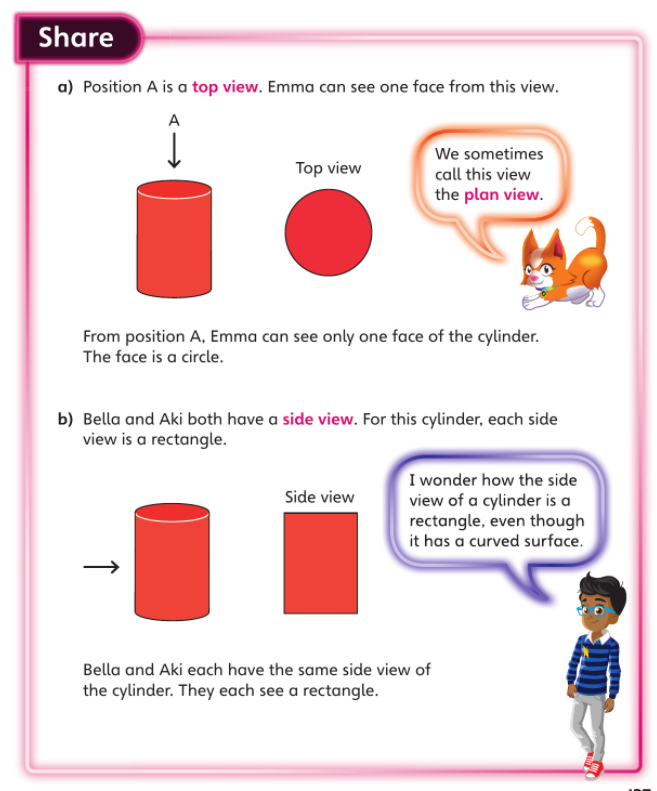 Share
a) Position A is a top view. Emma can see one face from this view.
A
Top view
We sometimes
call this view
the plan view.
From position A, Emma can see only one face of the cylinder.
The face is a circle.
b) Bella and Aki both have a side view. For this cylinder, each side
view is a rectangle.
Side view
I wonder how the side
view of a cylinder is a
rectangle, even though
it has a curved surface.
Bella and Aki each have the same side view of
the cylinder. They each see a rectangle.